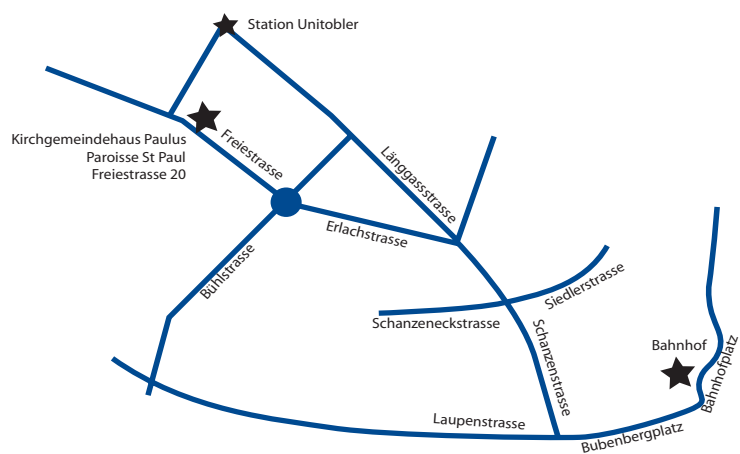 Station Unitobler
Kirchgemeindehaus Paulus
Paroisse St Paul
Freiestrasse 20
Freiestrasse
Länggassstrasse
Erlachstrasse
Bühlstrasse
Siedlerstrasse
Schanzeneckstrasse
Schanzenstrasse
Bahnhof
Bahnhofplatz
Laupenstrasse
Bubenbergplatz